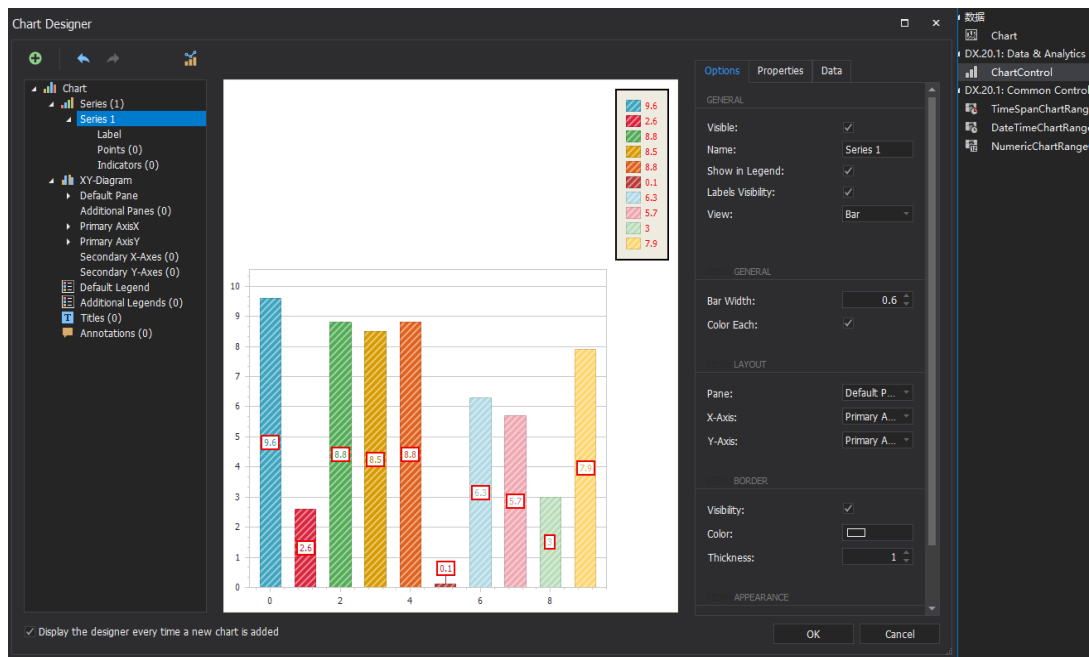 Chart Designer
Chart
Series (1)
Series 1
Label
Points (0)
Indicators (0)
XY-Diagram
Default Pane
Additional Panes (0)
Primary AxisX
Primary AxisY
Secondary X-Axes (0)
Secondary Y-Axes (0)
Default Legend
Additional Legends (0)
Titles (0)
Annotations (0)
9.6
2.6
8.8
8.5
8.8
0.1
6.3
5.7
3
7.9
10
9
8
7
6
5
4
3
2
1
0
9.6
2.6
8.8
8.5
8.8
0.1
6.3
5.7
3
7.9
0 2 4 6 8
Options Properties Data
GENERAL
Visible:
Name: Series 1
Show in Legend:
Labels Visibility:
View: Bar
GENERAL
Bar Width: 0.6
Color Each:
LAYOUT
Pane: Default P...
X-Axis: Primary A...
Y-Axis: Primary A...
BORDER
Visibility:
Color:
Thickness: 1
APPEARANCE
Display the designer every time a new chart is added
OK Cancel
数据
Chart
DX.20.1: Data & Analytics
ChartControl
DX.20.1: Common Control
TimeSpanChartRang
DateTimeChartRang
NumericChartRange